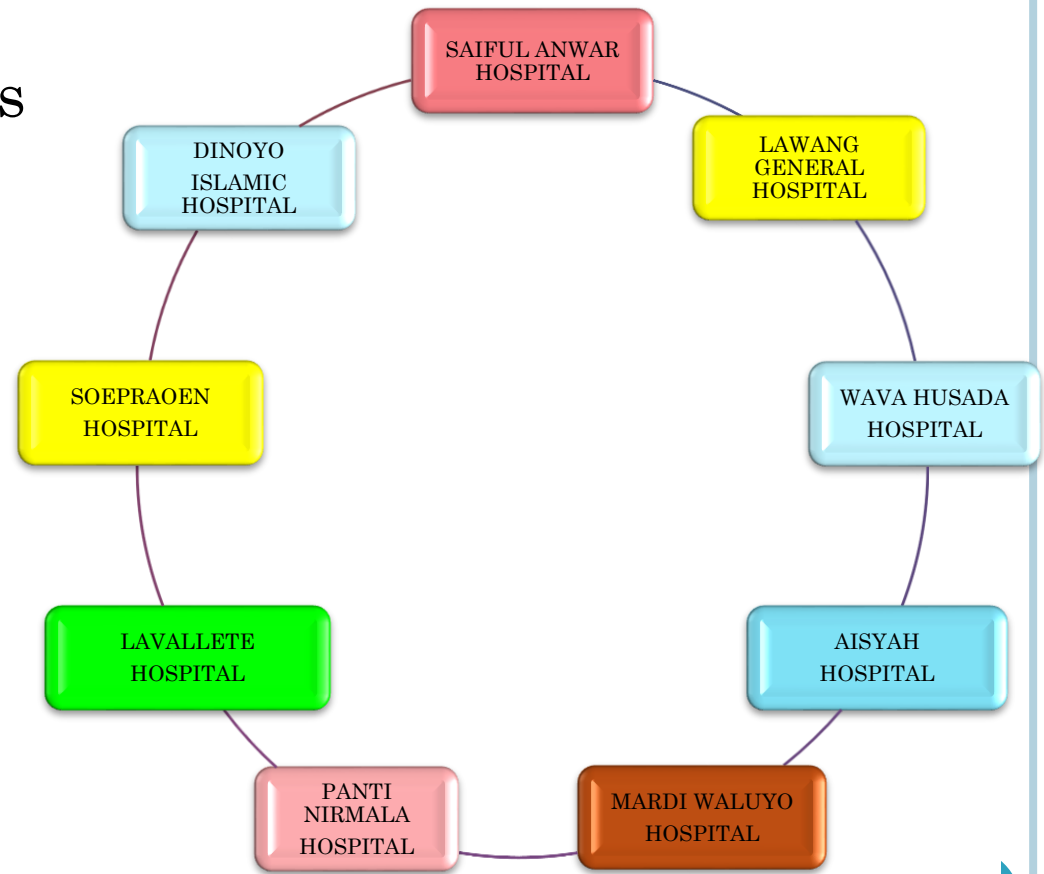 s
SAIFUL ANWAR
HOSPITAL
LAWANG
GENERAL
HOSPITAL
DINOYO
ISLAMIC
HOSPITAL
WAVA HUSADA
HOSPITAL
SOEPRAOEN
HOSPITAL
AISYAH
HOSPITAL
LAVALLETE
HOSPITAL
MARDI WALUYO
HOSPITAL
PANTI
NIRMALA
HOSPITAL